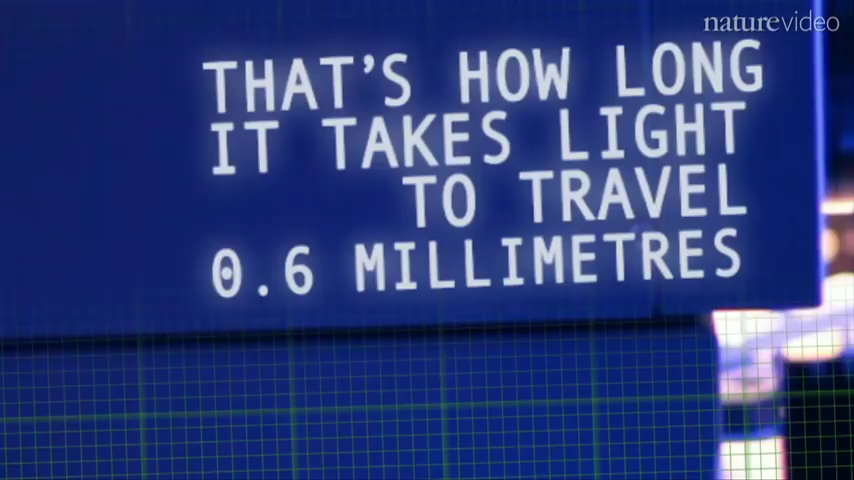 naturevideo
THAT'S HOW LONG
IT TAKES LIGHT
TO TRAVEL
0.6 MILLIMETRES